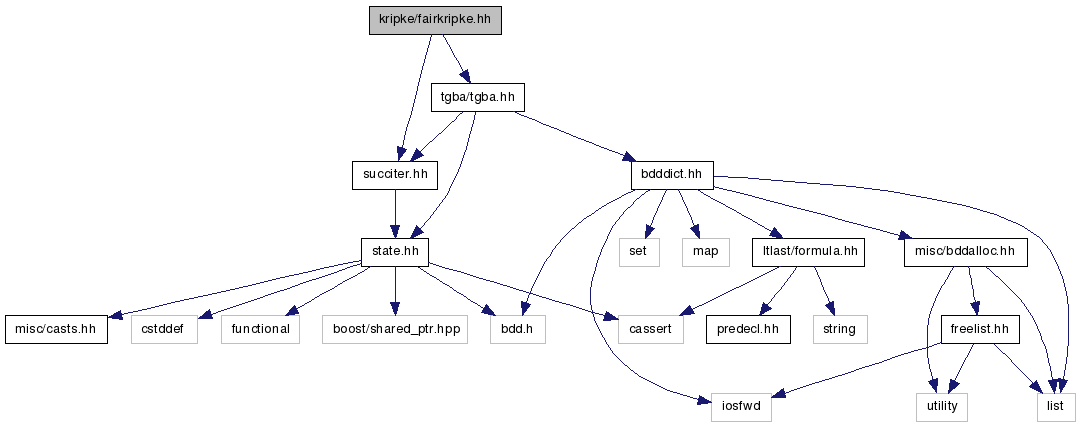 kripke/fairkripke.hh
tgba/tgba.hh
succiter.hh
bdddict.hh
state.hh
set
map
ltlast/formula.hh
misc/bddalloc.hh
misc/casts.hh
cstddef
functional
boost/shared_ptr.hpp
bdd.h
cassert
predecl.hh
string
freelist.hh
iosfwd
utility
list